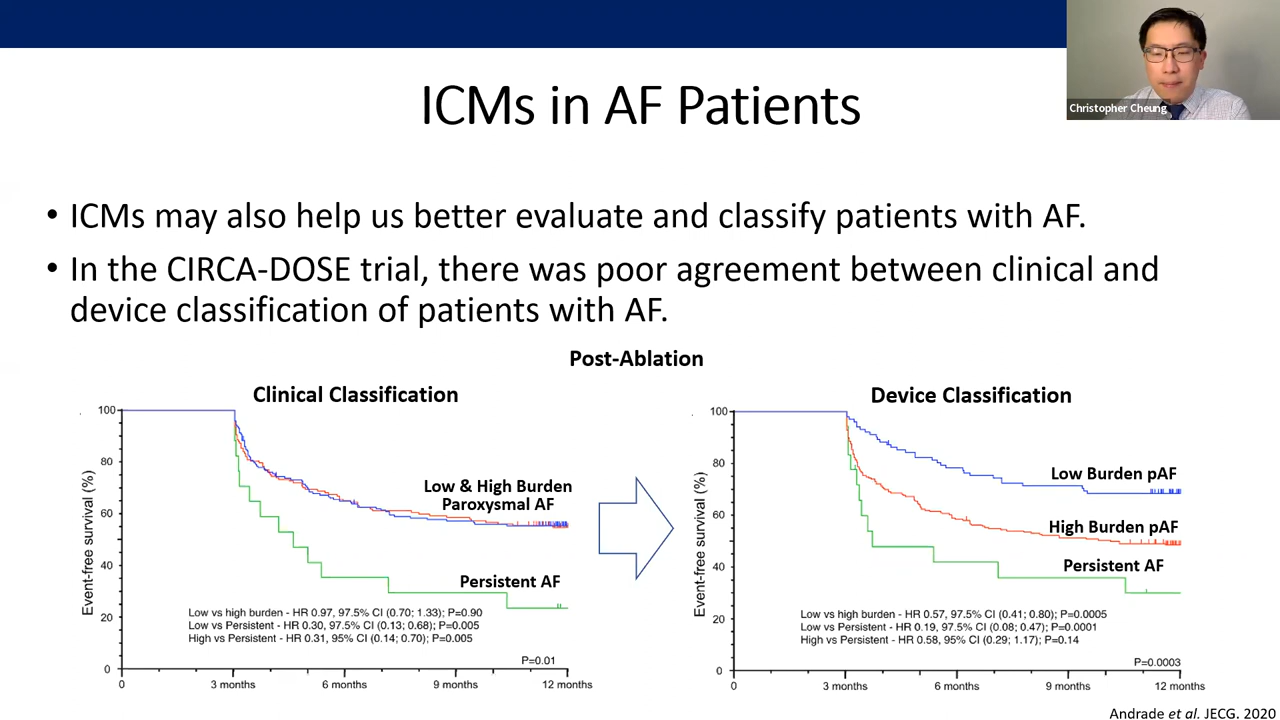 Christopher Cheung
ICMs in AF Patients
• ICMs may also help us better evaluate and classify patients with AF.
• In the CIRCA-DOSE trial, there was poor agreement between clinical and
device classification of patients with AF.
Post-Ablation
Clinical Classification
Event-free survival (%)
100
80
60
40
20
0
Low & High Burden
Paroxysmal AF
Persistent AF
Low vs high burden - HR 0.97, 97.5% CI (0.70; 1.33); P=0.90
Low vs Persistent - HR 0.30, 97.5% CI (0.13; 0.68); P=0.005
High vs Persistent - HR 0.31, 95% CI (0.14; 0.70); P=0.005
P=0.01
0 3 months 6 months 9 months 12 months
Device Classification
Event-free survival (%)
100
80
60
40
20
0
Low Burden pAF
High Burden pAF
Persistent AF
Low vs high burden - HR 0.57, 97.5% CI (0.41; 0.80); P=0.0005
Low vs Persistent - HR 0.19, 97.5% CI (0.08; 0.47); P=0.0001
High vs Persistent - HR 0.58, 95% CI (0.29; 1.17); P=0.14
P=0.0003
0 3 months 6 months 9 months 12 months
Andrade et al. JECG. 2020